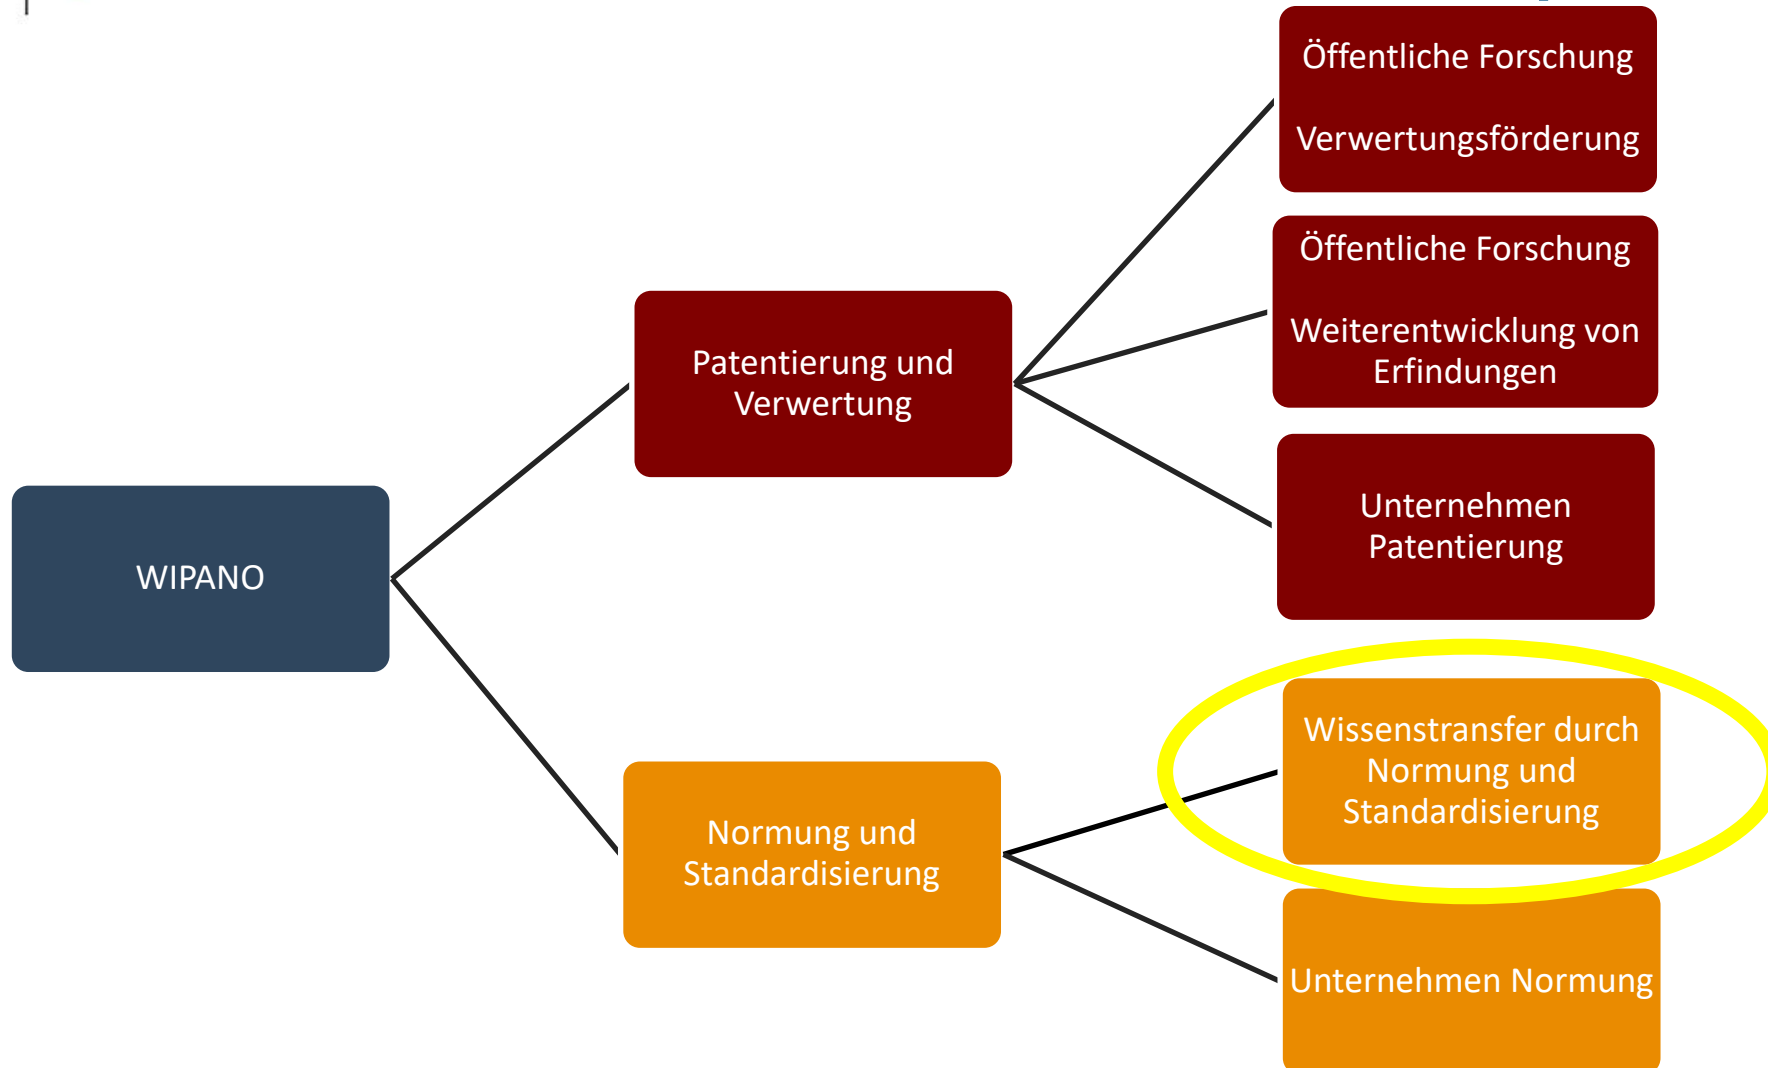 Öffentliche Forschung
Verwertungsförderung
Öffentliche Forschung
Weiterentwicklung von
Erfindungen
Patentierung und
Verwertung
Unternehmen
Patentierung
WIPANO
Wissenstransfer durch
Normung und
Standardisierung
Normung und
Standardisierung
Unternehmen Normung